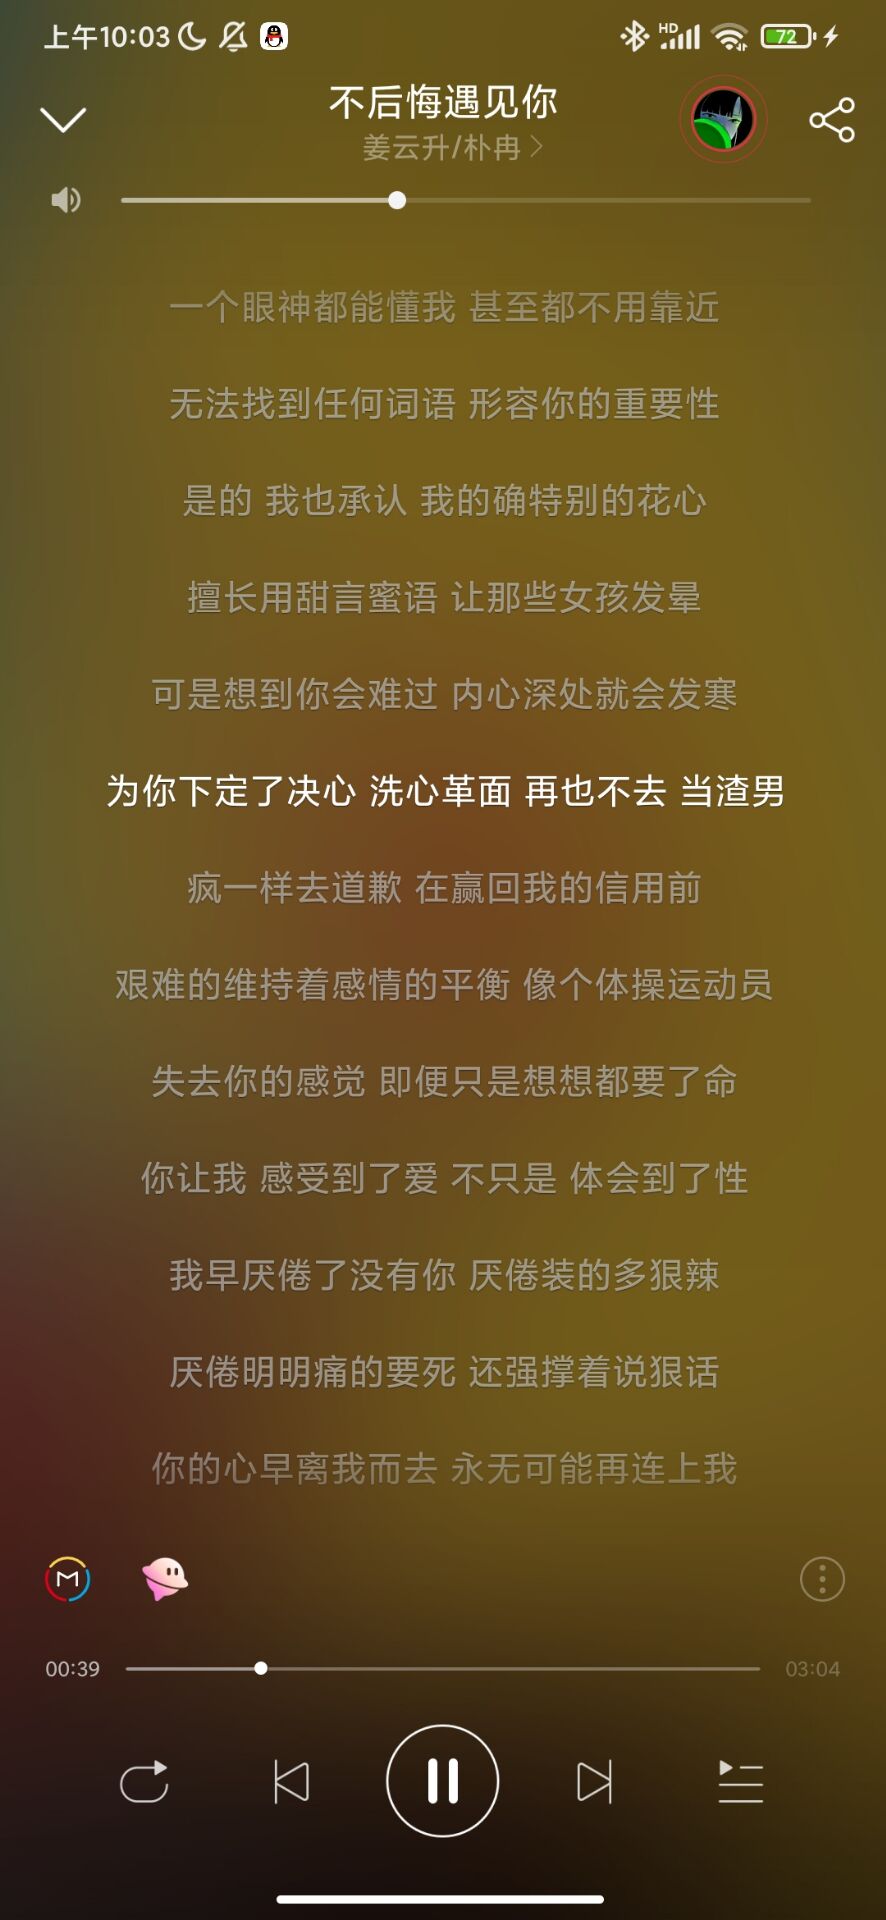 上午10:03 HD 72
不后悔遇见你
姜云升/朴冉
一个眼神都能懂我 甚至都不用靠近
无法找到任何词语 形容你的重要性
是的 我也承认 我的确特别的花心
擅长用甜言蜜语 让那些女孩发晕
可是想到你会难过 内心深处就会发寒
为你下定了决心 洗心革面 再也不去 当渣男
疯一样去道歉 在赢回我的信用前
艰难的维持着感情的平衡 像个体操运动员
失去你的感觉 即便只是想想都要了命
你让我 感受到了爱 不只是 体会到了性
我早厌倦了没有你 厌倦装的多狠辣
厌倦明明痛的要死 还强撑着说狠话
你的心早离我而去 永无可能再连上我
M
00:39 03:04